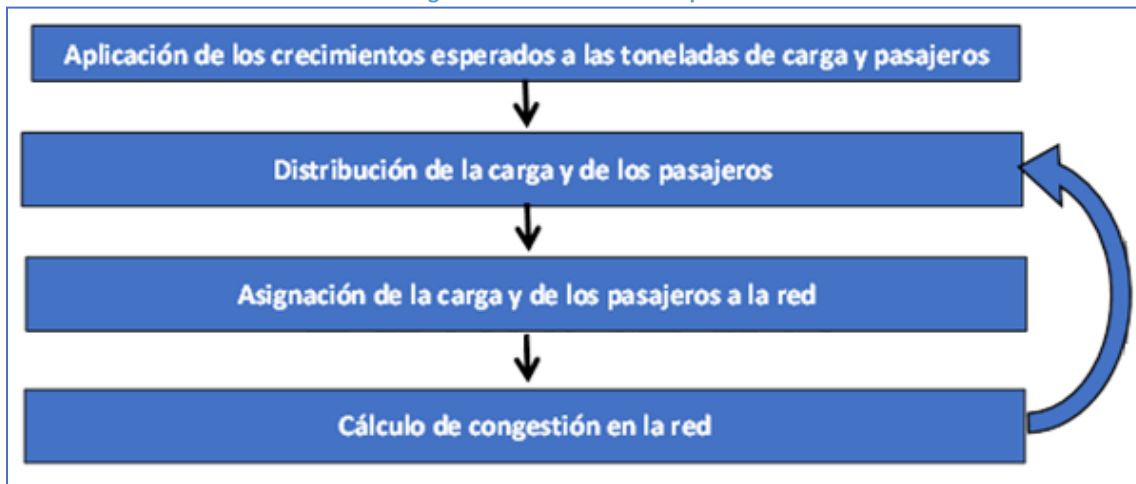 Aplicación de los crecimientos esperados a las toneladas de carga y pasajeros
Distribución de la carga y de los pasajeros
Asignación de la carga y de los pasajeros a la red
Cálculo de congestión en la red